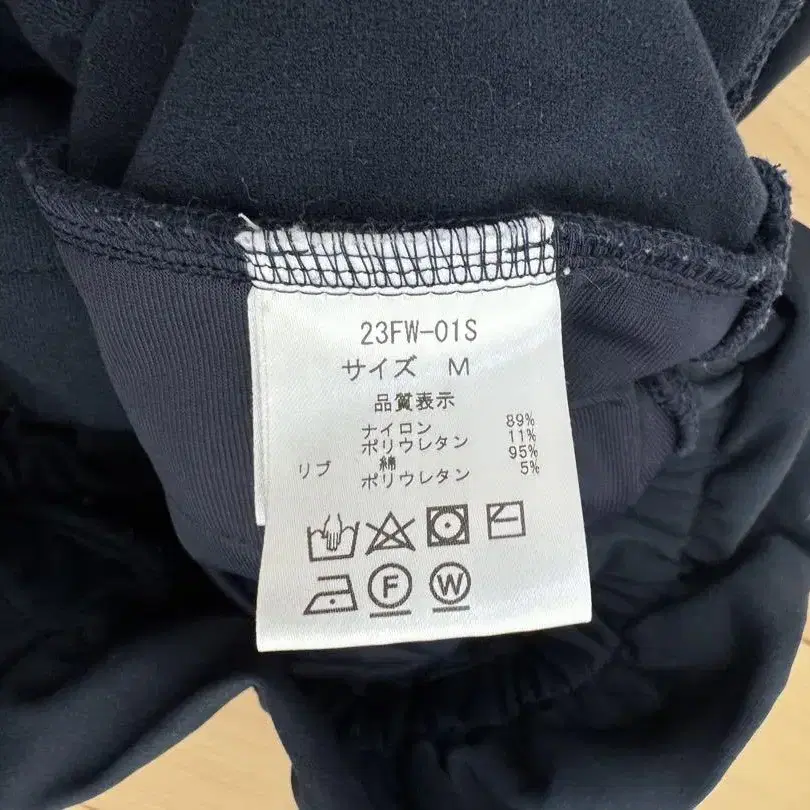 23FW-01S
サイズ M
品質表示
ナイロン 89%
ポリウレタン 11%
リブ 綿 95%
ポリウレタン 5%
F W